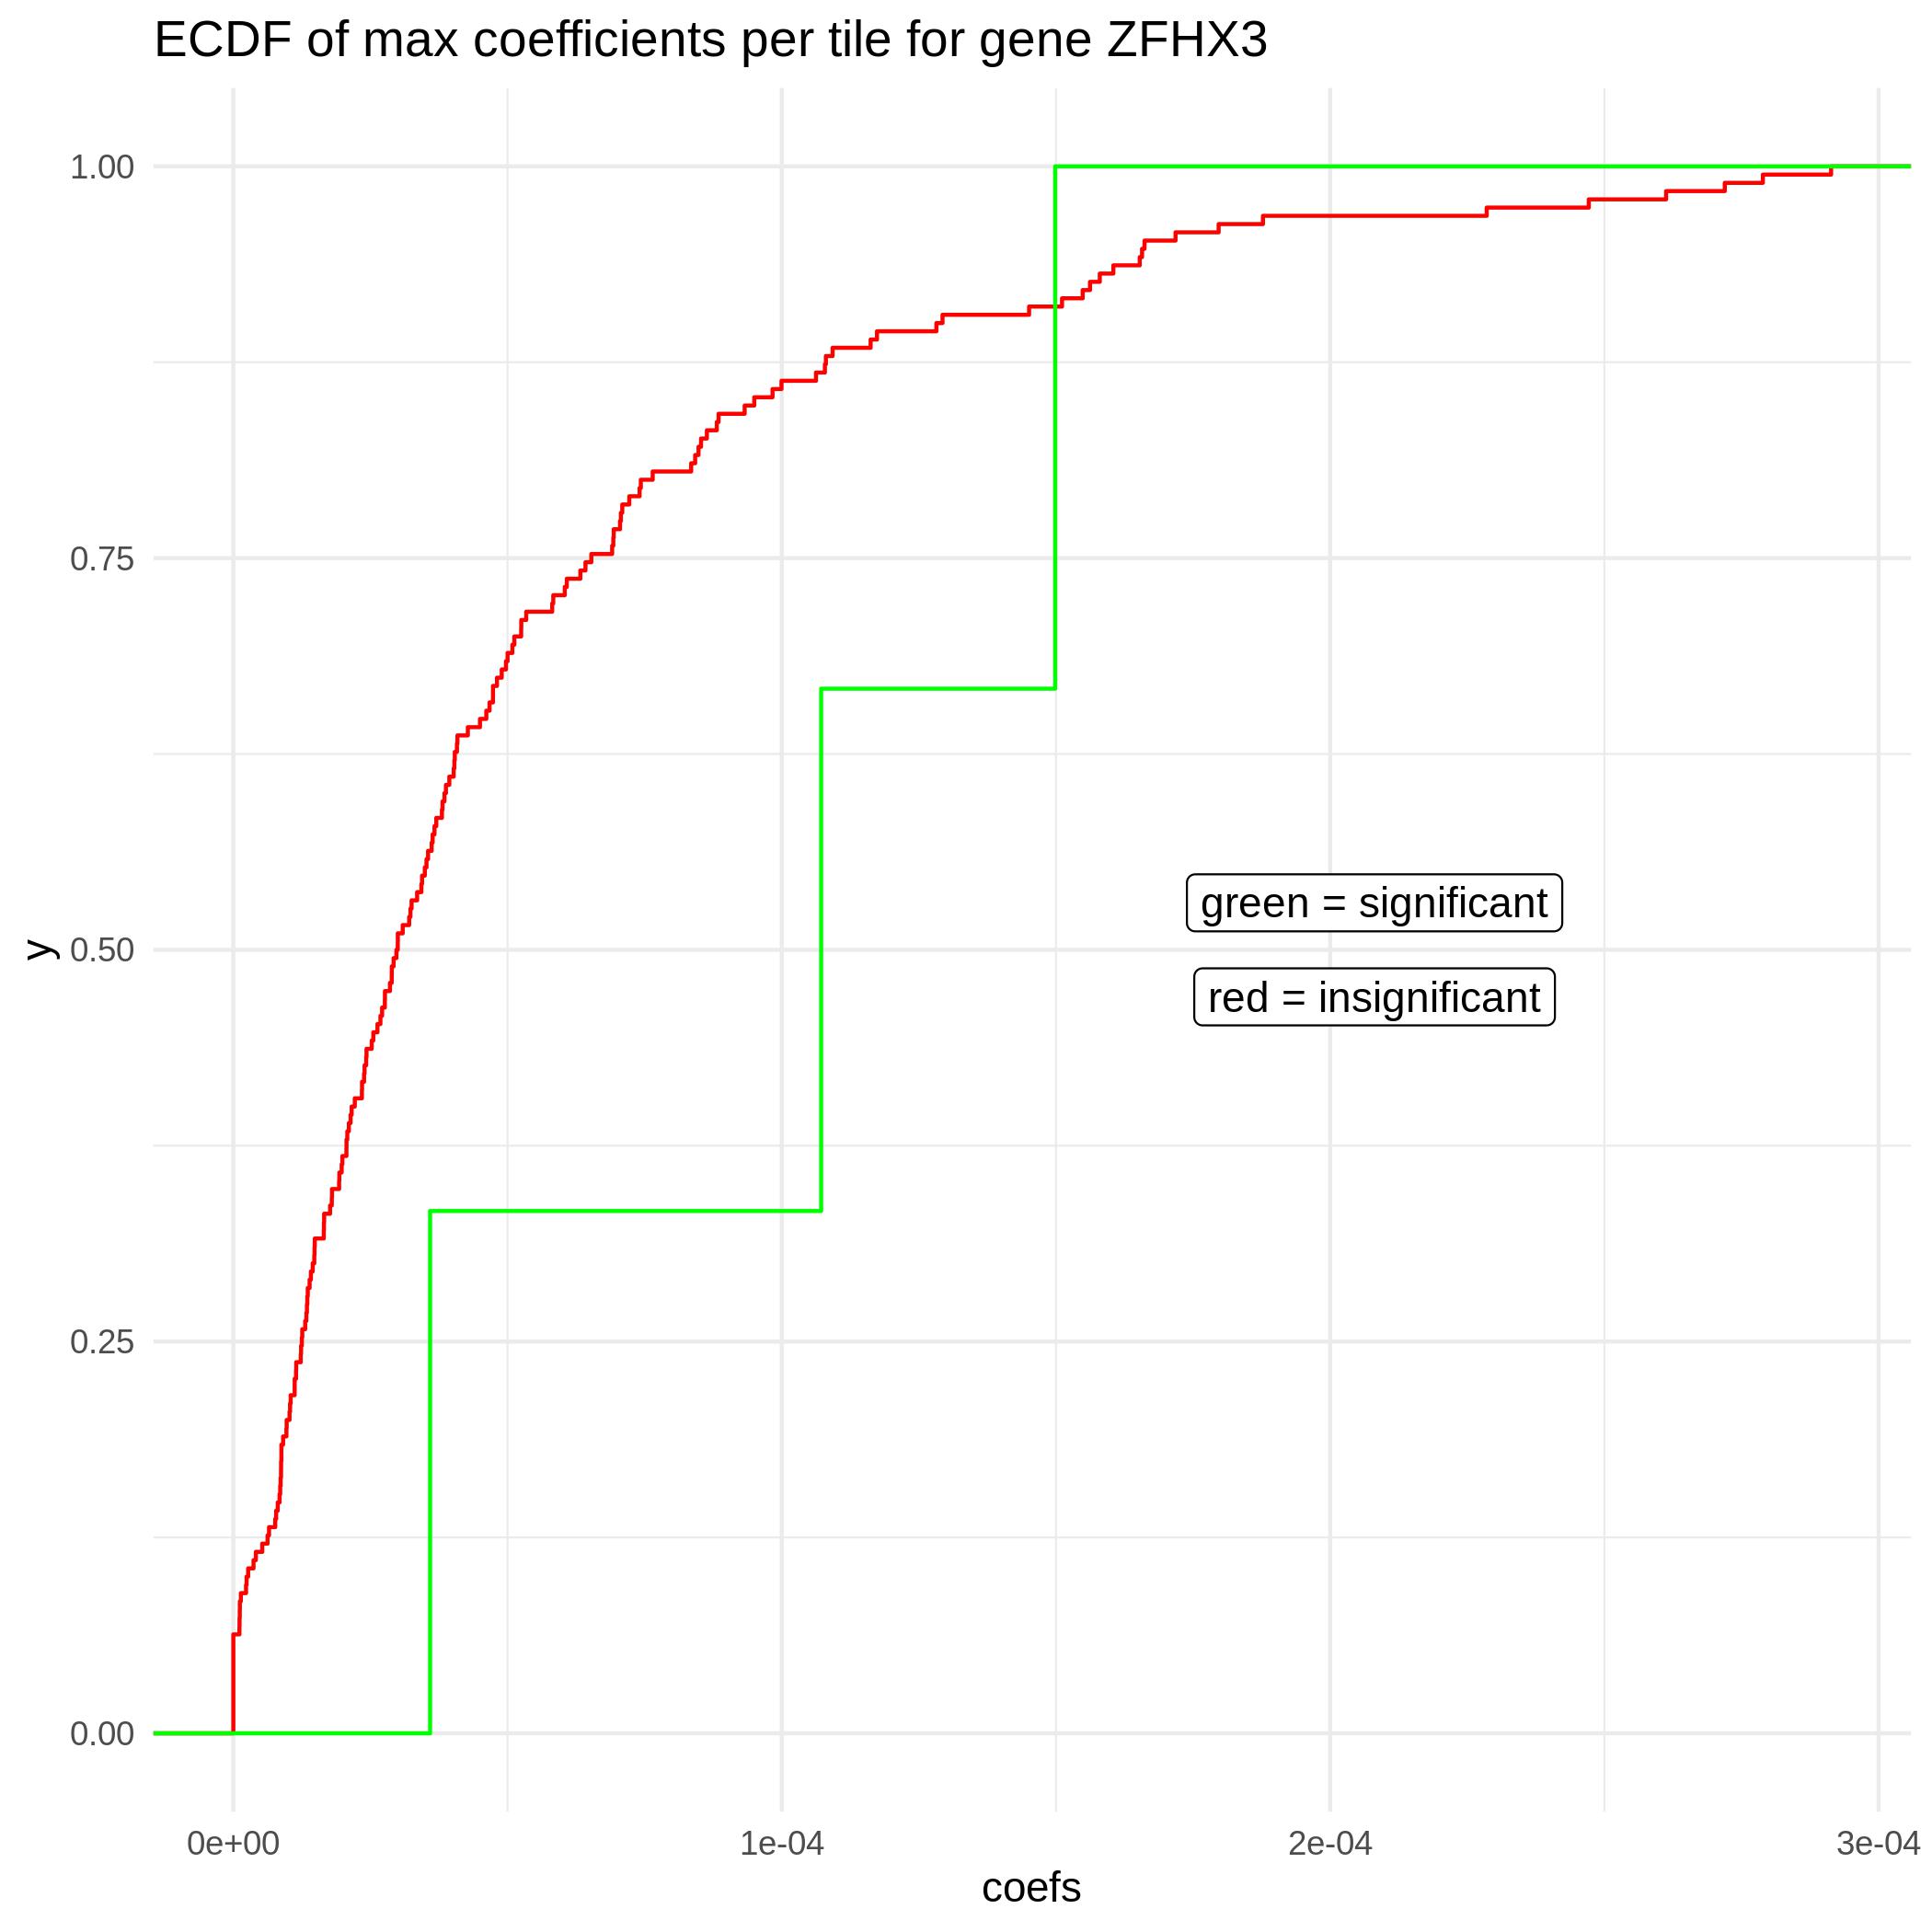 ECDF of max coefficients per tile for gene ZFHX3
1.00
0.75
0.50
0.25
0.00
y
green = significant
red = insignificant
0e+00 1e-04 2e-04 3e-04
coefs